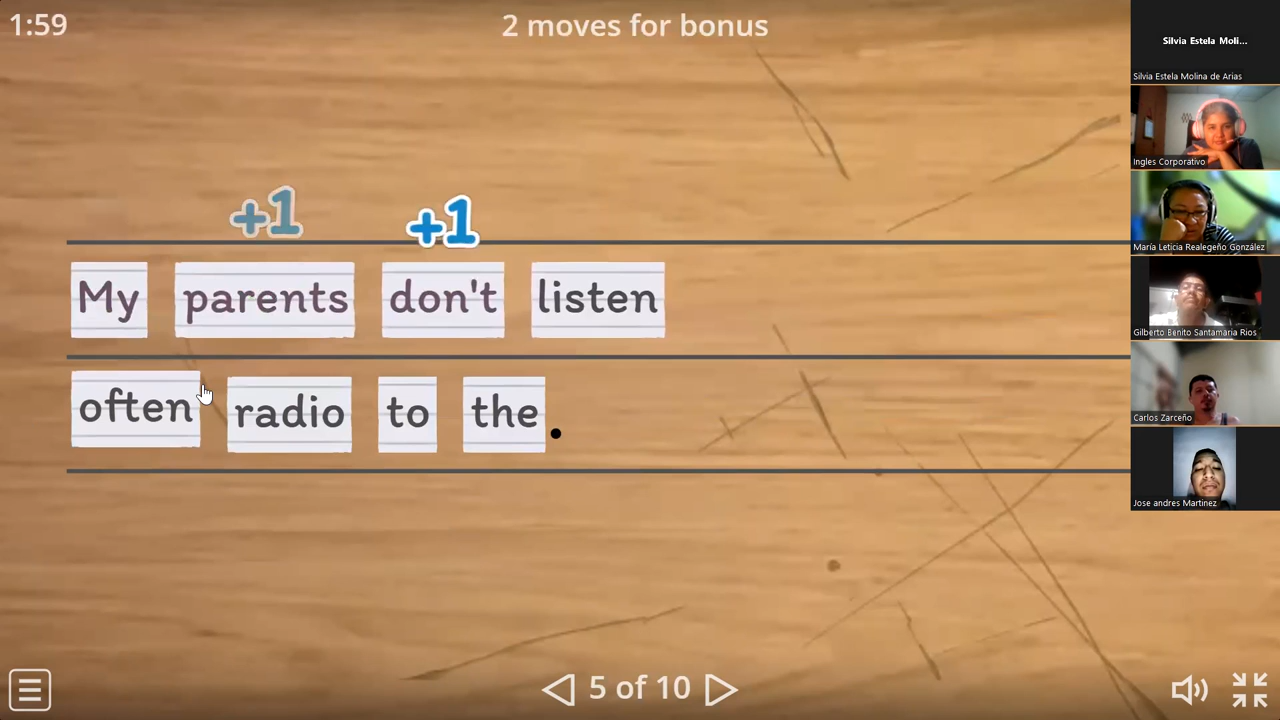 1:59
2 moves for bonus
+1 +1
My parents don't listen
often radio to the.
5 of 10
Silvia Estela Moli...
Silvia Estela Molina de Arias
Ingles Corporativo
María Leticia Realegeño González
Gilberto Benito Santamaria Rios
Carlos Zarceño
Jose andres Martinez